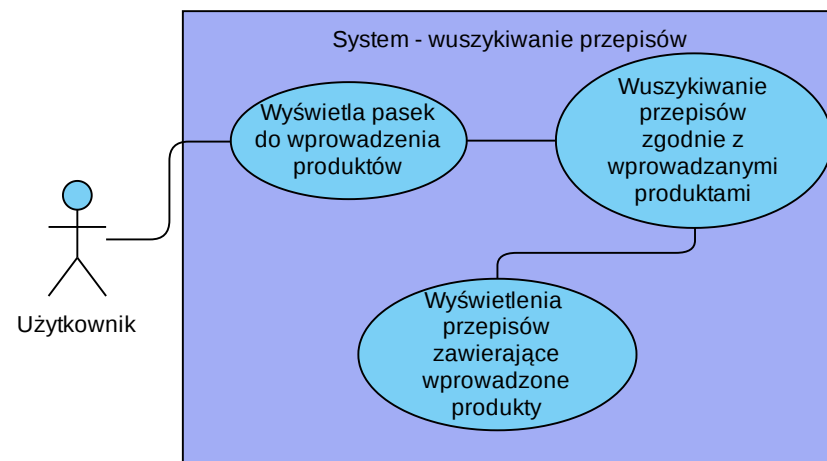 System - wuszykiwanie przepisów
Wyświetla pasek
do wprowadzenia
produktów
Wuszykiwanie
przepisów
zgodnie z
wprowadzanymi
produktami
Użytkownik
Wyświetlenia
przepisów
zawierające
wprowadzone
produkty